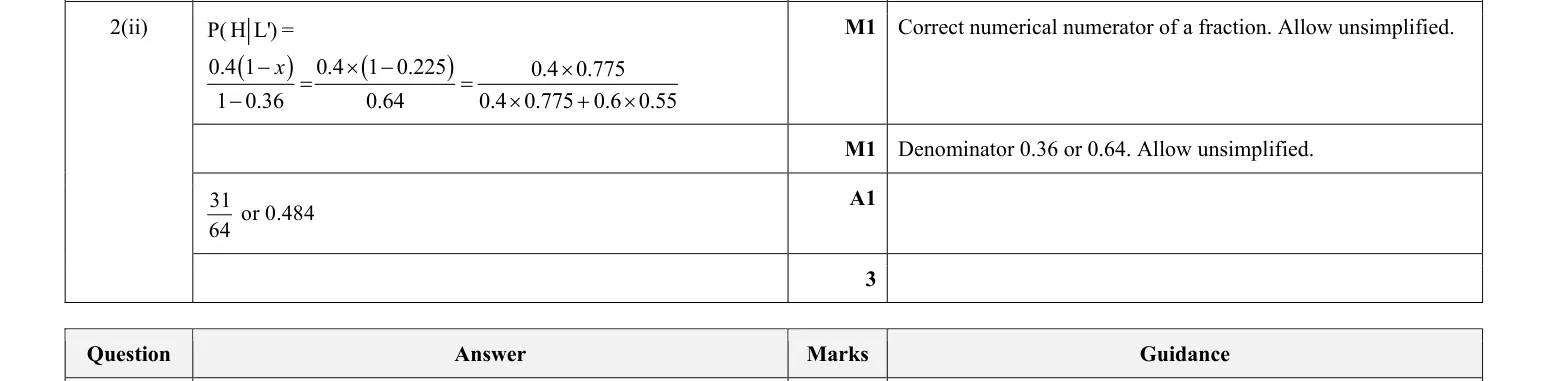 2(ii) P(H|L') = M1 Correct numerical numerator of a fraction. Allow unsimplified.
0.4(1 − x)/(1 − 0.36) = 0.4 × (1 − 0.225)/0.64 = 0.4 × 0.775/(0.4 × 0.775 + 0.6 × 0.55)
M1 Denominator 0.36 or 0.64. Allow unsimplified.
31/64 or 0.484 A1
3
Question Answer Marks Guidance